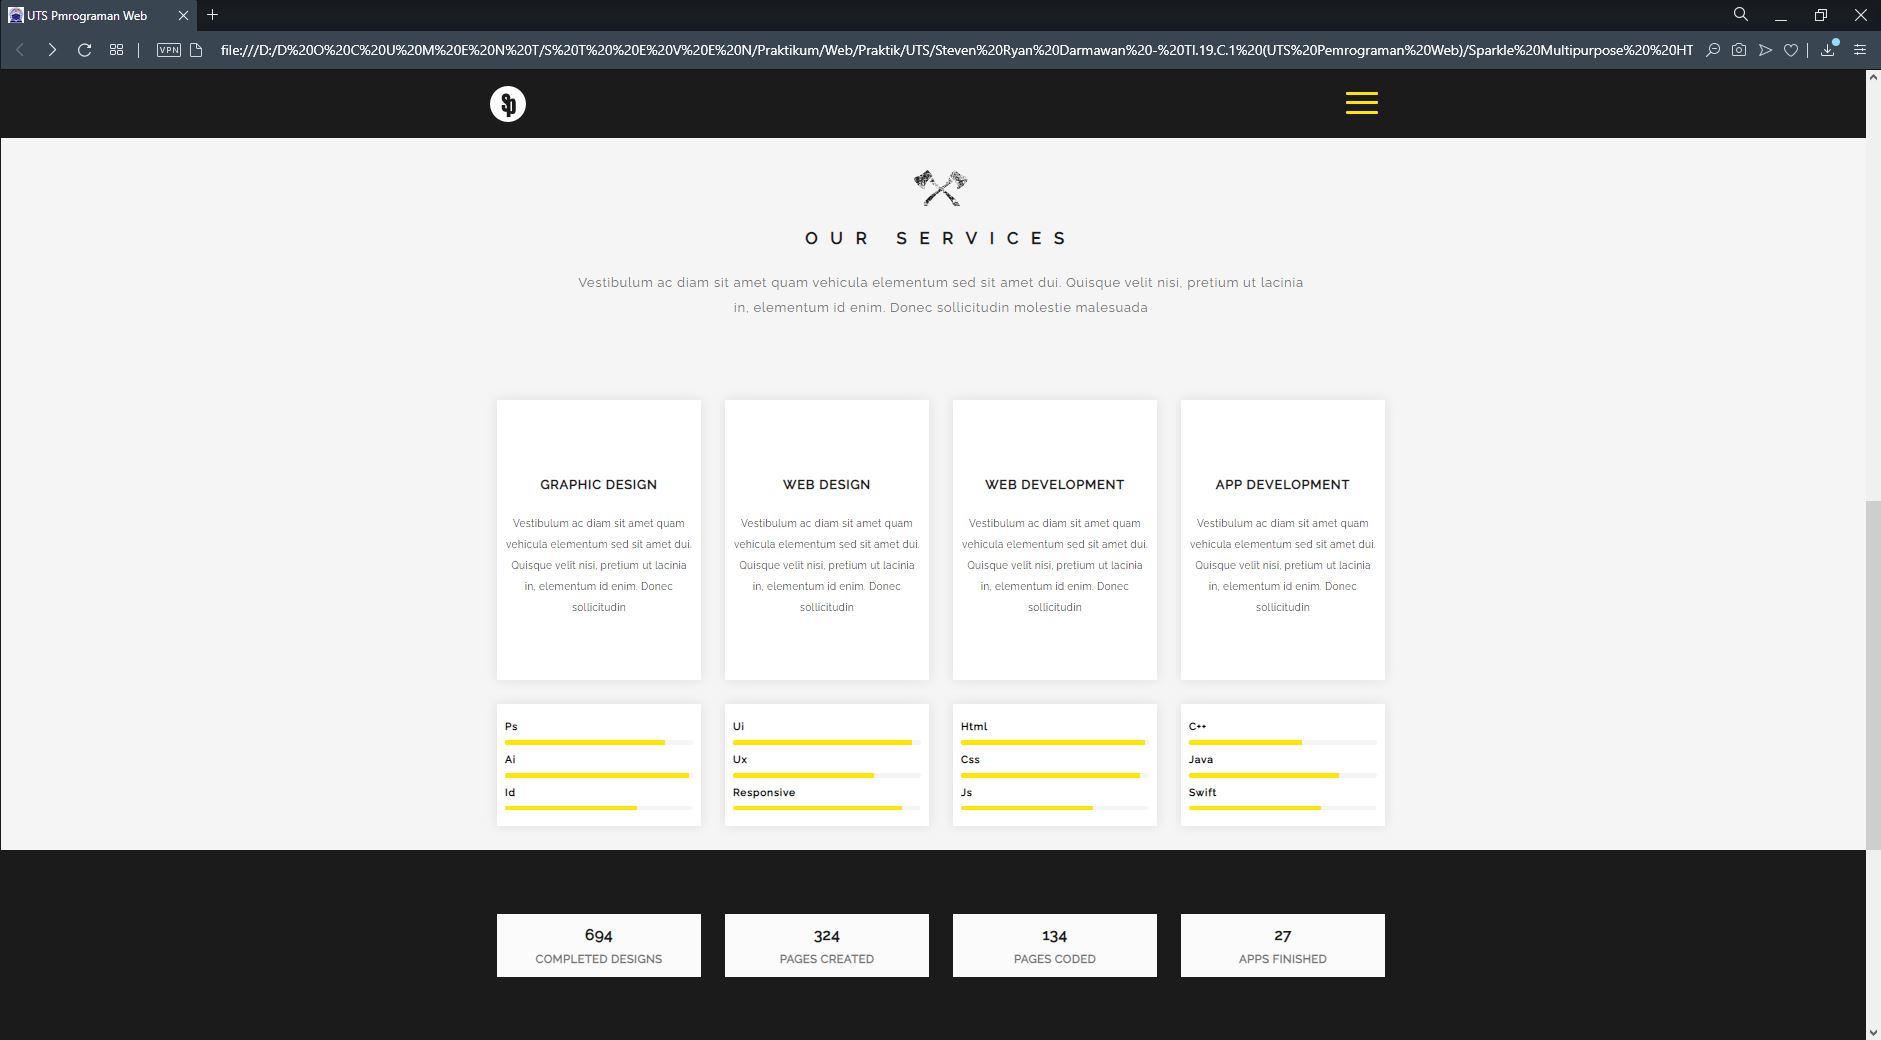 UTS Pmrograman Web
VPN
file:///D:/D%20O%20C%20U%20M%20E%20N%20T/S%20T%20%20E%20V%20E%20N/Praktikum/Web/Praktik/UTS/Steven%20Ryan%20Darmawan%20-%20TI.19.C.1%20(UTS%20Pemrograman%20Web)/Sparkle%20Multipurpose%20%20HT
Sp
OUR SERVICES
Vestibulum ac diam sit amet quam vehicula elementum sed sit amet dui. Quisque velit nisi, pretium ut lacinia
in, elementum id enim. Donec sollicitudin molestie malesuada
GRAPHIC DESIGN
Vestibulum ac diam sit amet quam
vehicula elementum sed sit amet dui.
Quisque velit nisi, pretium ut lacinia
in, elementum id enim. Donec
sollicitudin
WEB DESIGN
Vestibulum ac diam sit amet quam
vehicula elementum sed sit amet dui.
Quisque velit nisi, pretium ut lacinia
in, elementum id enim. Donec
sollicitudin
WEB DEVELOPMENT
Vestibulum ac diam sit amet quam
vehicula elementum sed sit amet dui.
Quisque velit nisi, pretium ut lacinia
in, elementum id enim. Donec
sollicitudin
APP DEVELOPMENT
Vestibulum ac diam sit amet quam
vehicula elementum sed sit amet dui.
Quisque velit nisi, pretium ut lacinia
in, elementum id enim. Donec
sollicitudin
Ps
Ai
Id
Ui
Ux
Responsive
Html
Css
Js
C++
Java
Swift
694
COMPLETED DESIGNS
324
PAGES CREATED
134
PAGES CODED
27
APPS FINISHED